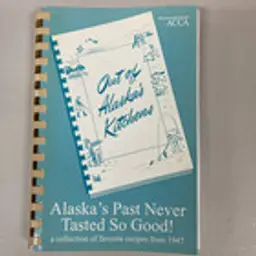 ACCA
Out of
Alaska's
Kitchens
Alaska's Past Never
Tasted So Good!
a collection of favorite recipes from 1947